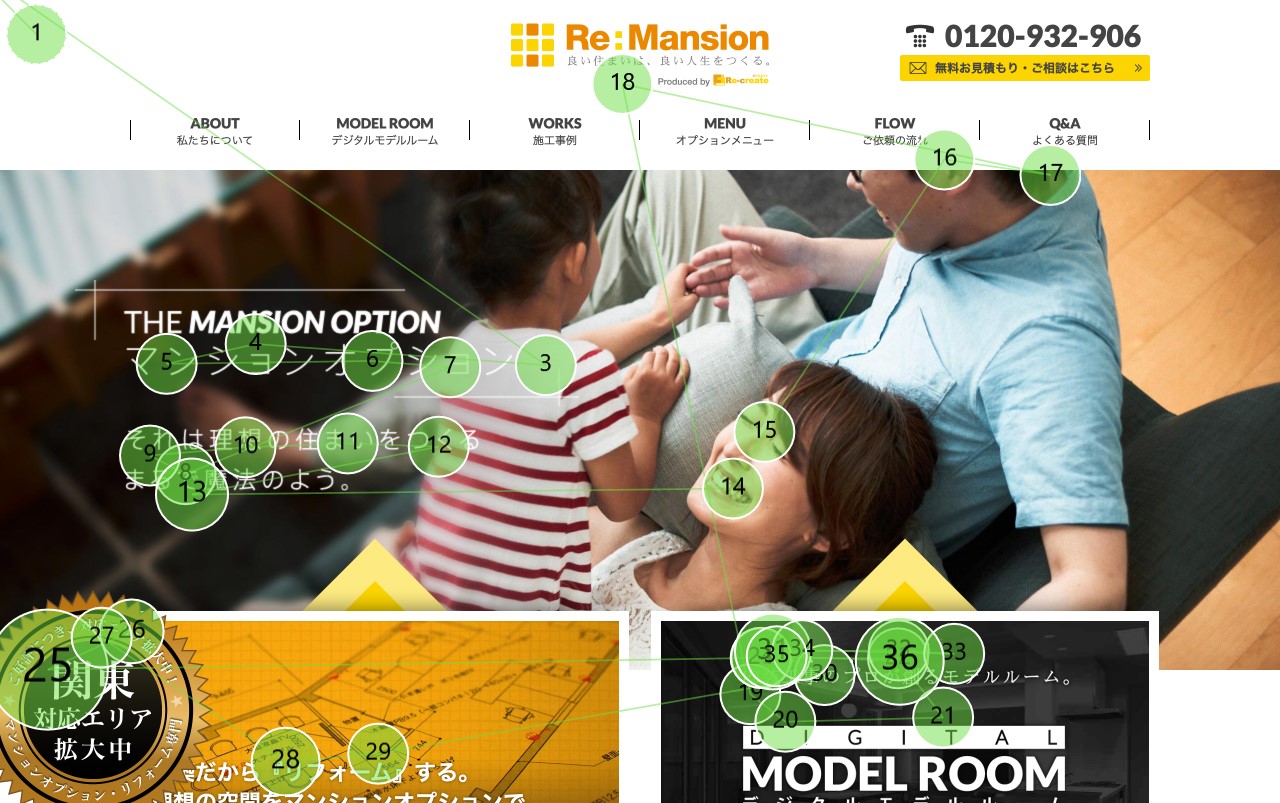 Re:Mansion
良い住まいは、良い人生をつくる。
Produced by Re-create
0120-932-906
無料お見積もり・ご相談はこちら
ABOUT
私たちについて
MODEL ROOM
デジタルモデルルーム
WORKS
施工事例
MENU
オプションメニュー
FLOW
ご依頼の流れ
Q&A
よくある質問
THE MANSION OPTION
マンションオプション
それは理想の住まいをつくる
まるで魔法のよう。
1
3
4
5
6
7
8
9
10
11
12
13
14
15
16
17
18
19
20
21
25
26
27
28
29
30
33
34
35
36
関東
対応エリア
拡大中
マンションオプション・リフォーム
だから『リフォーム』する。
想の空間をマンションオプションで
モデルルーム。
DIGITAL
MODEL ROOM
デジタルモデルルーム